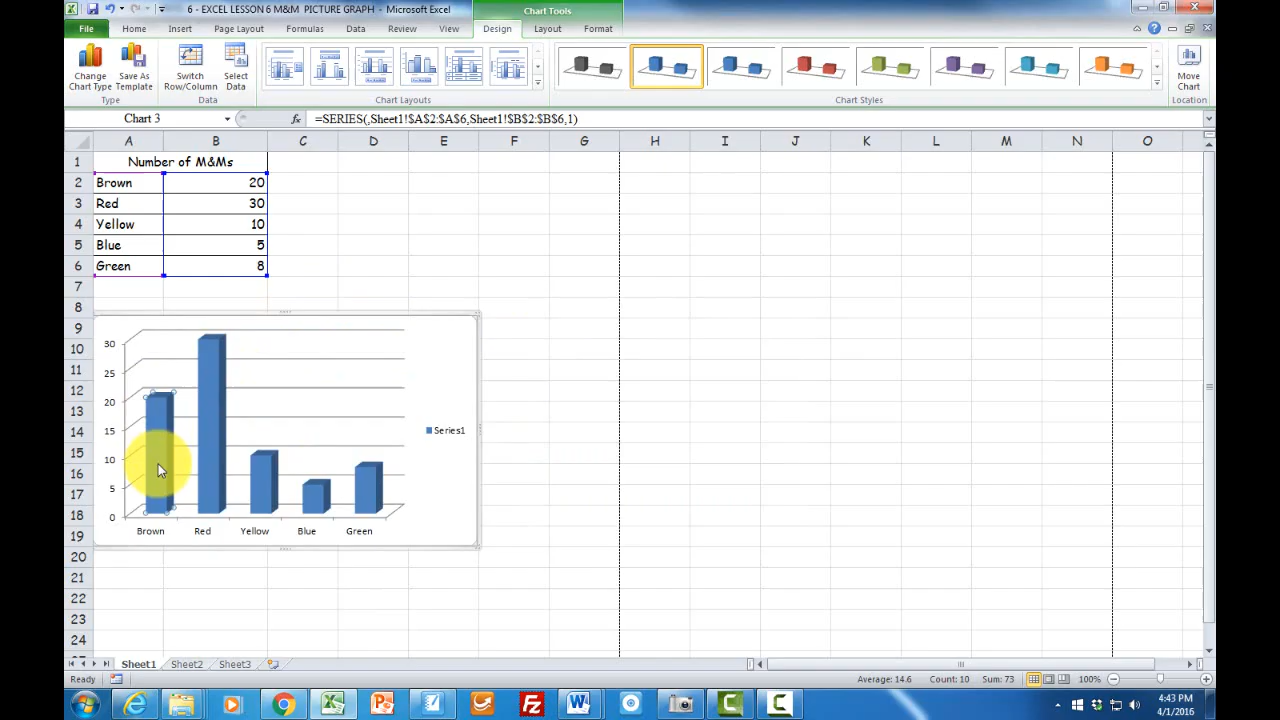 6 - EXCEL LESSON 6 M&M  PICTURE GRAPH - Microsoft Excel
Chart Tools
File Home Insert Page Layout Formulas Data Review View Design Layout Format
Change Chart Type
Save As Template
Switch Row/Column
Select Data
Move Chart
Type Data Chart Layouts Chart Styles Location
Chart 3 fx =SERIES(,Sheet1!$A$2:$A$6,Sheet1!$B$2:$B$6,1)
A B C D E F G H I J K L M N O
1 Number of M&Ms
2 Brown 20
3 Red 30
4 Yellow 10
5 Blue 5
6 Green 8
7
8
9
10
11
12
13
14
15
16
17
18
19
20
21
22
23
24
30
25
20
15
10
5
0
Series1
Brown Red Yellow Blue Green
Sheet1 Sheet2 Sheet3
Ready Average: 14.6 Count: 10 Sum: 73 100%
4:43 PM
4/1/2016